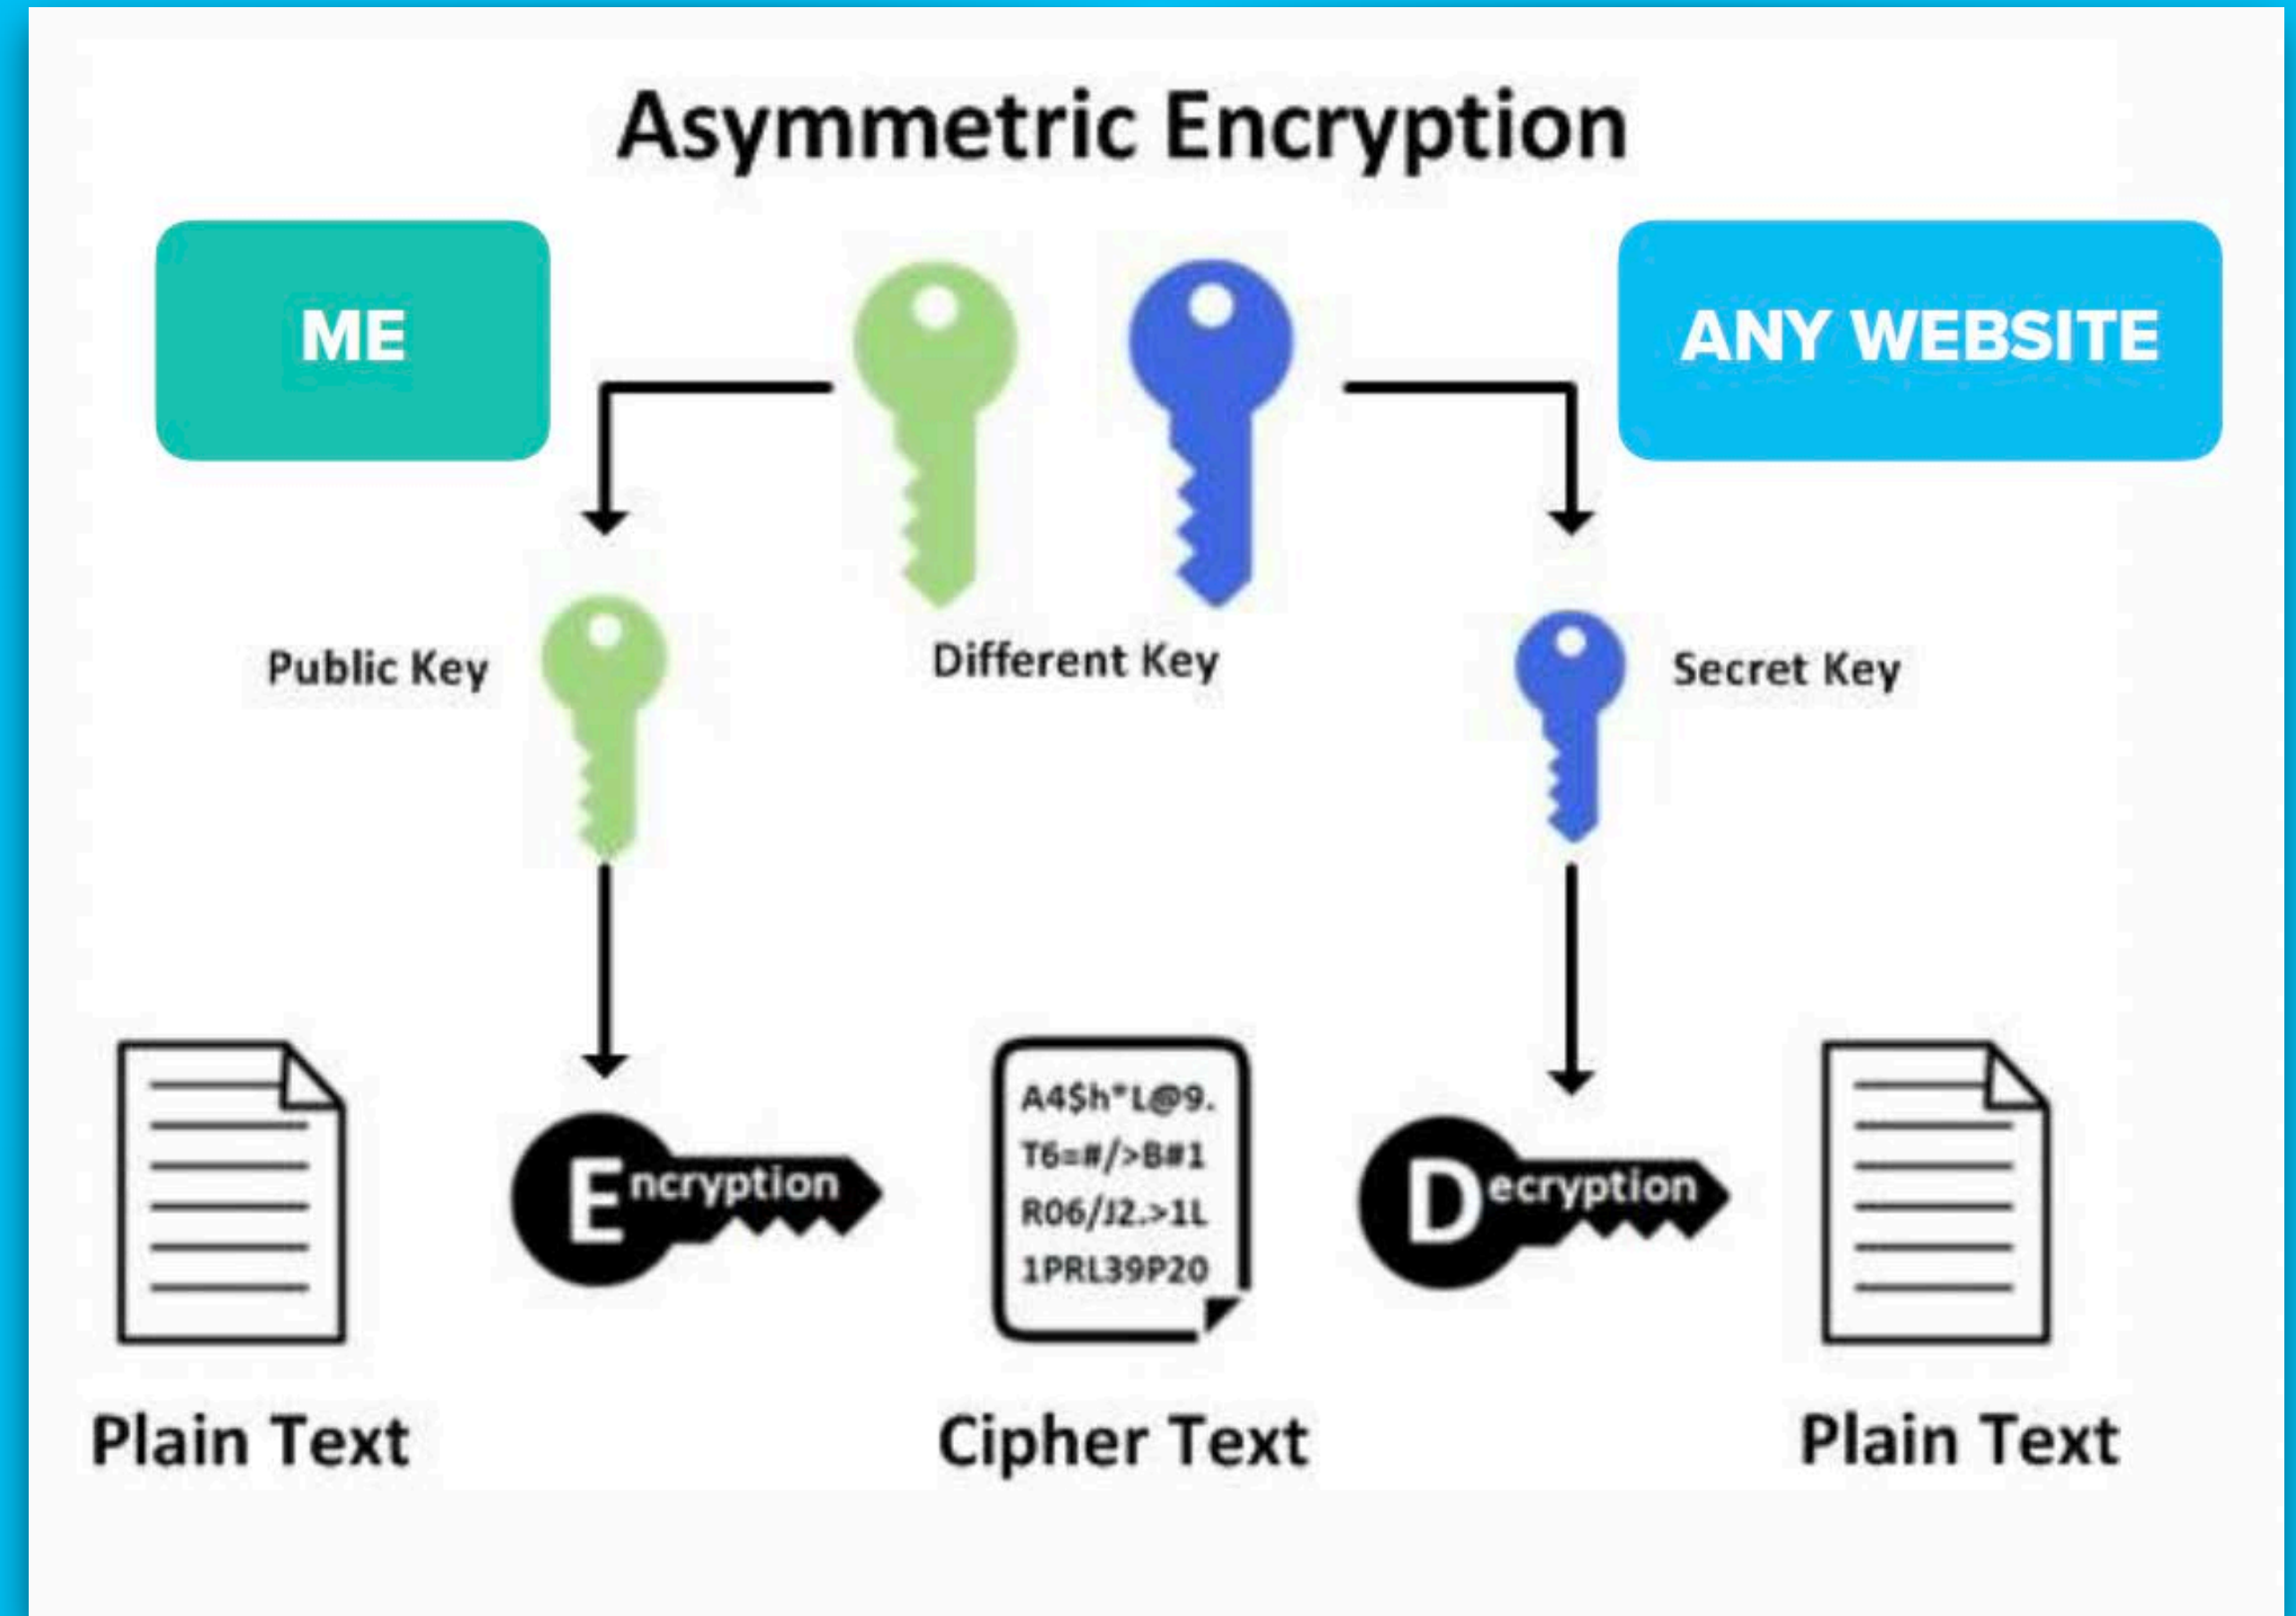 Asymmetric Encryption
ME
ANY WEBSITE
Public Key
Different Key
Secret Key
Encryption
A4$h*L@9.
T6=#/>B#1
R06/J2.>1L
1PRL39P20
Decryption
Plain Text
Cipher Text
Plain Text